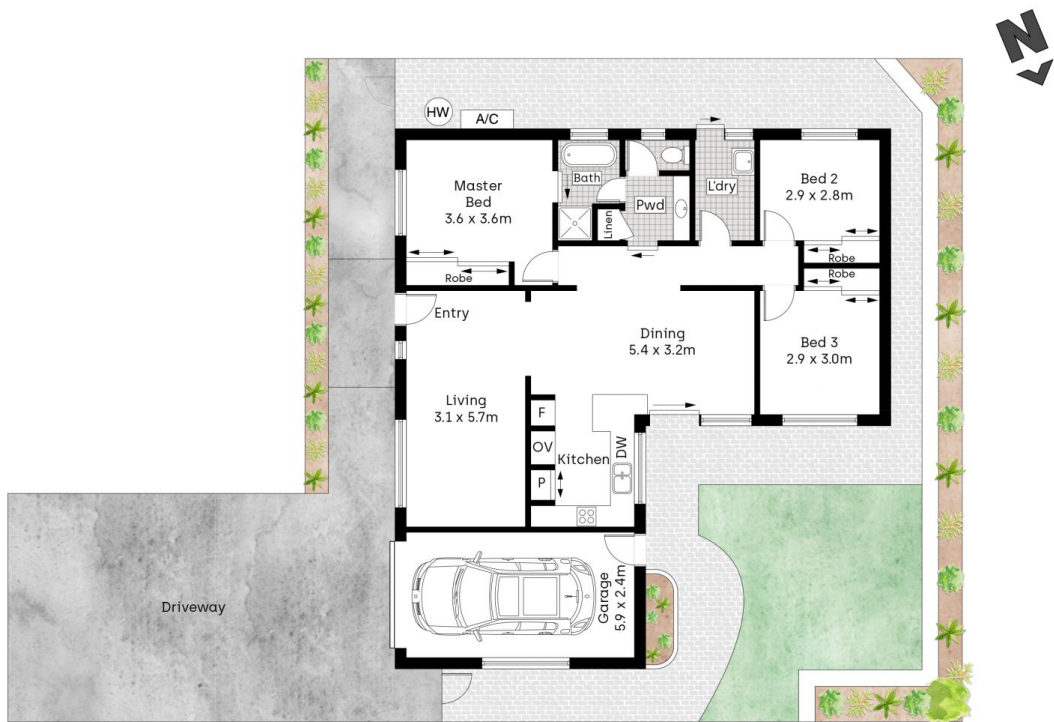 N
HW
A/C
Master
Bed
3.6 x 3.6m
Bath
Linen
Pwd
L'dry
Bed 2
2.9 x 2.8m
Robe
Robe
Robe
Entry
Dining
5.4 x 3.2m
Bed 3
2.9 x 3.0m
Living
3.1 x 5.7m
F
OV
P
Kitchen
DW
Driveway
Garage
5.9 x 2.4m